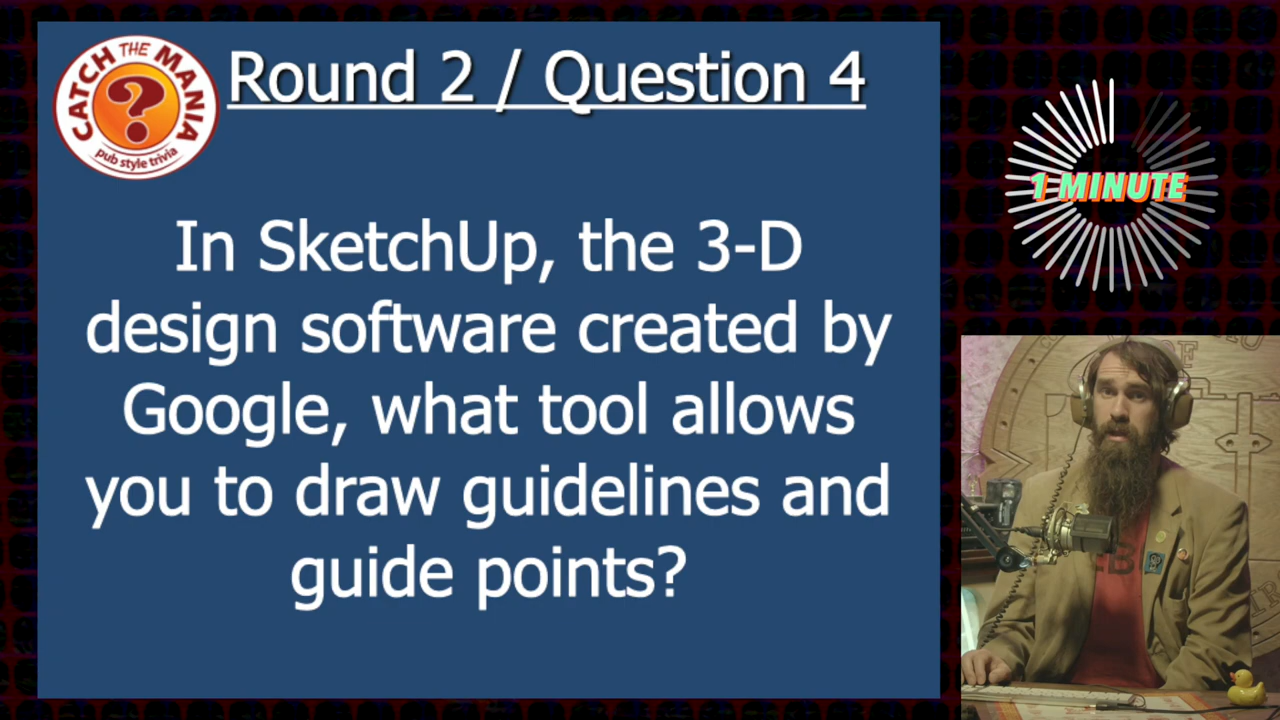 CATCH THE MANIA
?
pub style trivia
Round 2 / Question 4
In SketchUp, the 3-D
design software created by
Google, what tool allows
you to draw guidelines and
guide points?
1 MINUTE